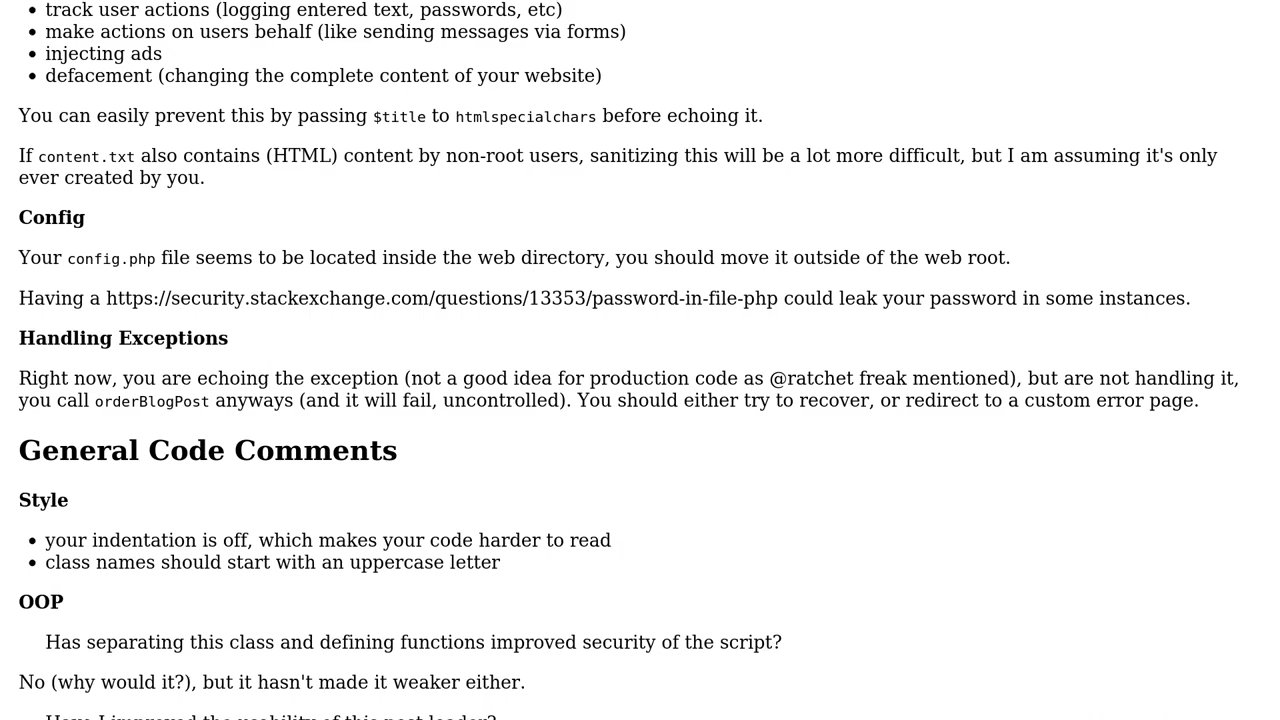 • track user actions (logging entered text, passwords, etc)
• make actions on users behalf (like sending messages via forms)
• injecting ads
• defacement (changing the complete content of your website)
You can easily prevent this by passing $title to htmlspecialchars before echoing it.
If content.txt also contains (HTML) content by non-root users, sanitizing this will be a lot more difficult, but I am assuming it's only
ever created by you.
Config
Your config.php file seems to be located inside the web directory, you should move it outside of the web root.
Having a https://security.stackexchange.com/questions/13353/password-in-file-php could leak your password in some instances.
Handling Exceptions
Right now, you are echoing the exception (not a good idea for production code as @ratchet freak mentioned), but are not handling it,
you call orderBlogPost anyways (and it will fail, uncontrolled). You should either try to recover, or redirect to a custom error page.
General Code Comments
Style
• your indentation is off, which makes your code harder to read
• class names should start with an uppercase letter
OOP
Has separating this class and defining functions improved security of the script?
No (why would it?), but it hasn't made it weaker either.
Have I improved the usability of this post loader?